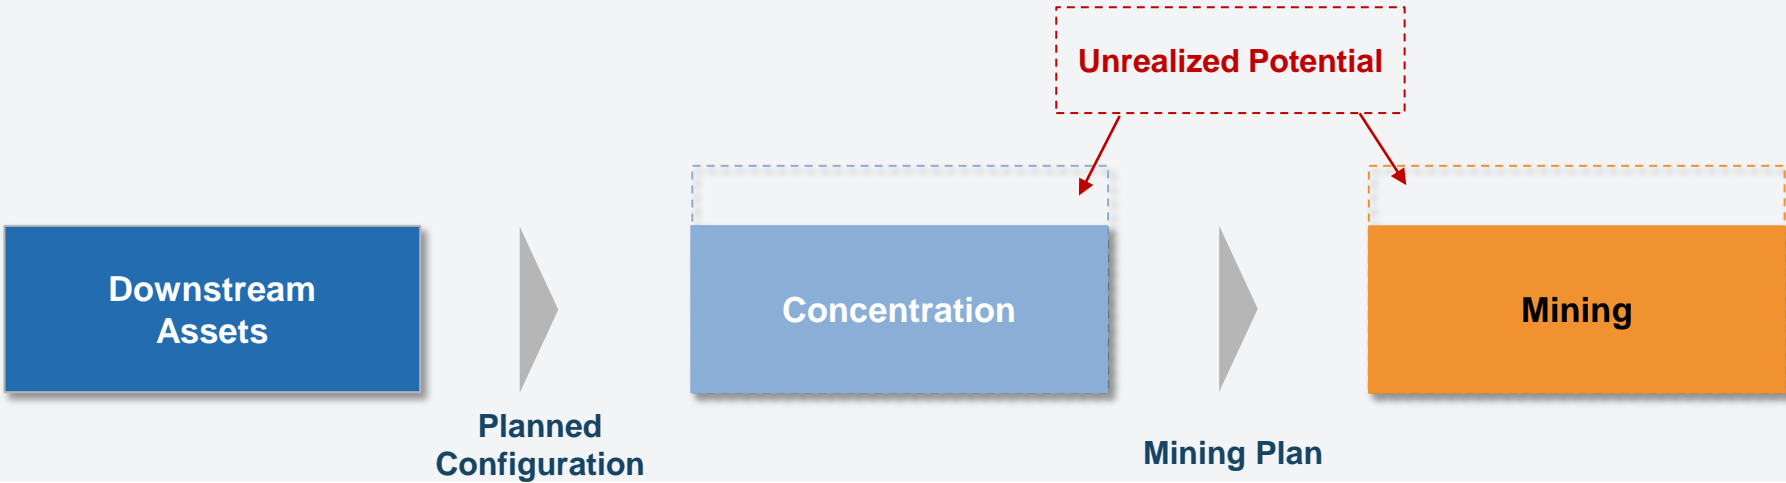 Unrealized Potential
Downstream
Assets
Concentration
Mining
Planned
Configuration
Mining Plan